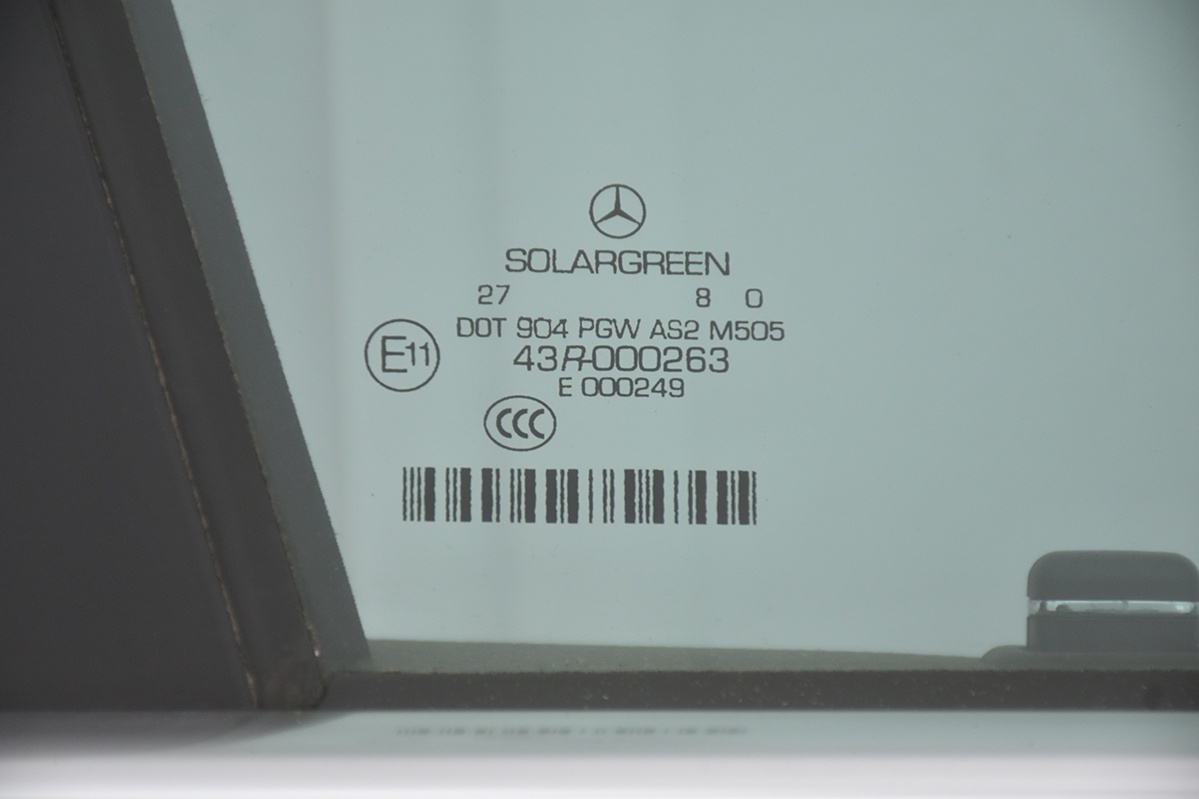 SOLARGREEN
27 8 0
DOT 904 PGW AS2 M505
E11
43R-000263
E 000249
CCC